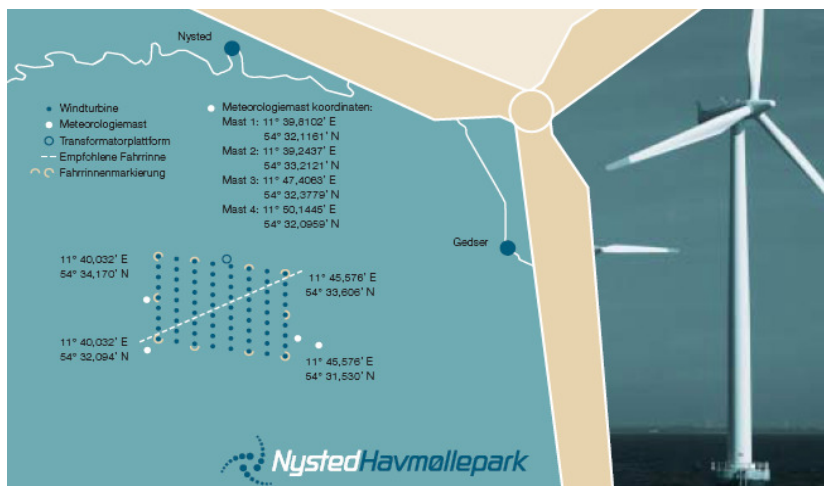 Nysted
Windturbine
Meteorologiemast
Transformatorplattform
Empfohlene Fahrrinne
Fahrrinnenmarkierung
Meteorologiemast koordinaten:
Mast 1: 11° 39,8102' E
54° 32,1161' N
Mast 2: 11° 39,2437' E
54° 33,2121' N
Mast 3: 11° 47,4063' E
54° 32,3779' N
Mast 4: 11° 50,1445' E
54° 32,0959' N
Gedser
11° 40,032' E
54° 34,170' N
11° 45,576' E
54° 33,606' N
11° 40,032' E
54° 32,094' N
11° 45,576' E
54° 31,530' N
NystedHavmøllepark